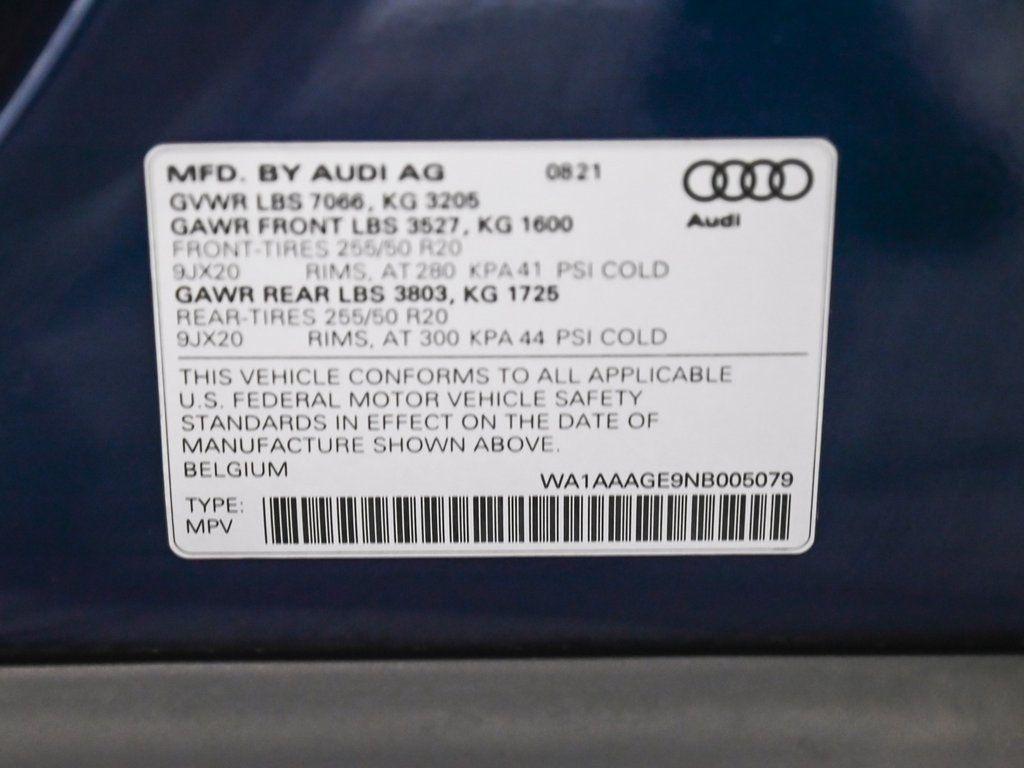 MFD. BY AUDI AG 08.21
Audi
GVWR LBS 7066, KG 3205
GAWR FRONT LBS 3527, KG 1600
FRONT-TIRES 255/50 R20
9JX20 RIMS, AT 280 KPA 41 PSI COLD
GAWR REAR LBS 3803, KG 1725
REAR-TIRES 255/50 R20
9JX20 RIMS, AT 300 KPA 44 PSI COLD
THIS VEHICLE CONFORMS TO ALL APPLICABLE
U.S. FEDERAL MOTOR VEHICLE SAFETY
STANDARDS IN EFFECT ON THE DATE OF
MANUFACTURE SHOWN ABOVE.
BELGIUM
WA1AAAGE9NB005079
TYPE:
MPV